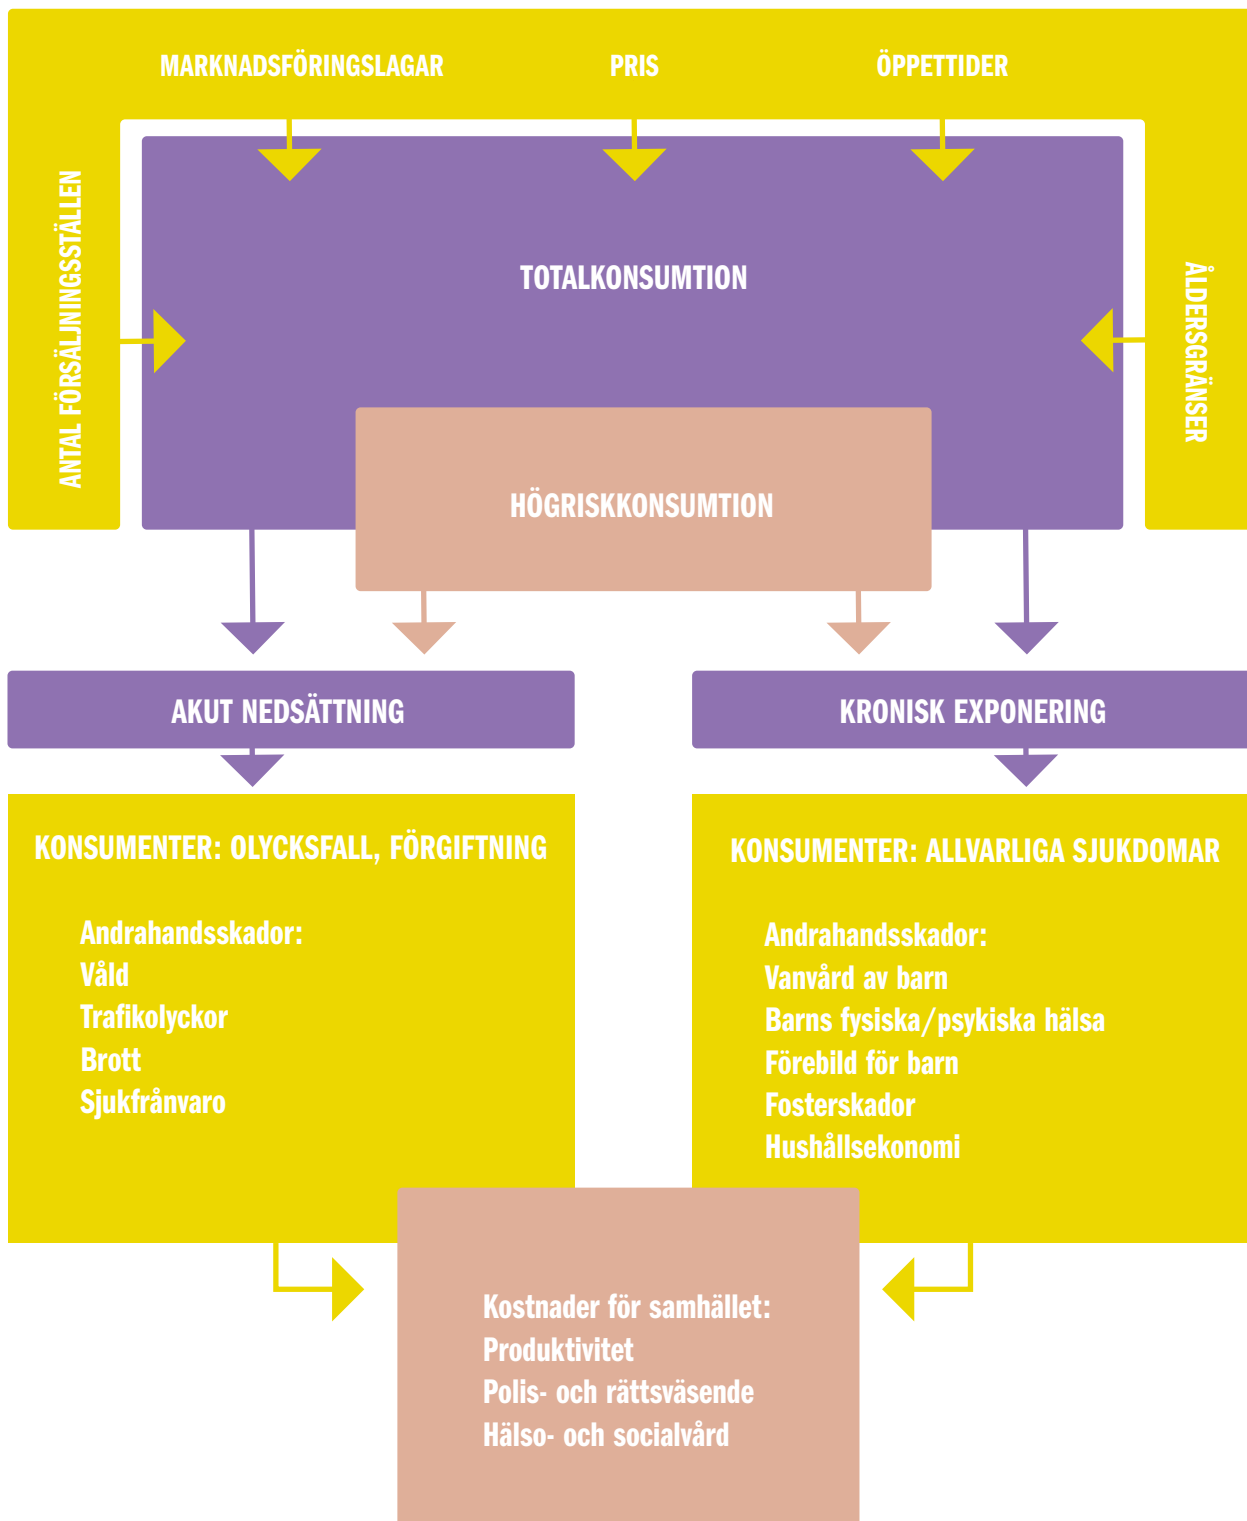 MARKNADSFÖRINGSLAGAR
PRIS
ÖPPETTIDER
ANTAL FÖRSÄLJNINGSSTÄLLEN
TOTALKONSUMTION
ÅLDERSGRÄNSER
HÖGRISKKONSUMTION
AKUT NEDSÄTTNING
KRONISK EXPONERING
KONSUMENTER: OLYCKSFALL, FÖRGIFTNING
Andrahandsskador:
Våld
Trafikolyckor
Brott
Sjukfrånvaro
KONSUMENTER: ALLVARLIGA SJUKDOMAR
Andrahandsskador:
Vanvård av barn
Barns fysiska/psykiska hälsa
Förebild för barn
Fosterskador
Hushållsekonomi
Kostnader för samhället:
Produktivitet
Polis- och rättsväsende
Hälso- och socialvård